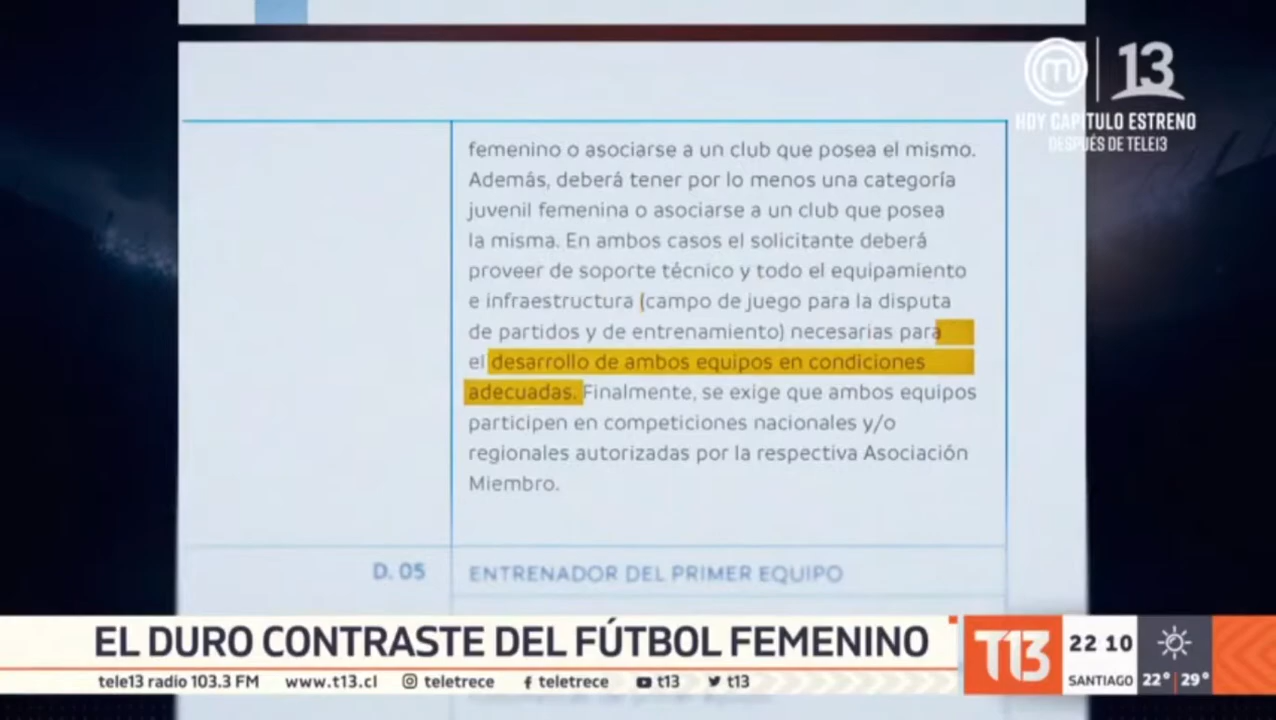 13
HOY CAPÍTULO ESTRENO
DESPUÉS DE TELE13
femenino o asociarse a un club que posea el mismo.
Además, deberá tener por lo menos una categoría
juvenil femenina o asociarse a un club que posea
la misma. En ambos casos el solicitante deberá
proveer de soporte técnico y todo el equipamiento
e infraestructura (campo de juego para la disputa
de partidos y de entrenamiento) necesarias para
el desarrollo de ambos equipos en condiciones
adecuadas. Finalmente, se exige que ambos equipos
participen en competiciones nacionales y/o
regionales autorizadas por la respectiva Asociación
Miembro.
D. 05 ENTRENADOR DEL PRIMER EQUIPO
EL DURO CONTRASTE DEL FÚTBOL FEMENINO
tele13 radio 103.3 FM www.t13.cl teletrece teletrece t13 t13
T13
22 10
SANTIAGO
22° 29°